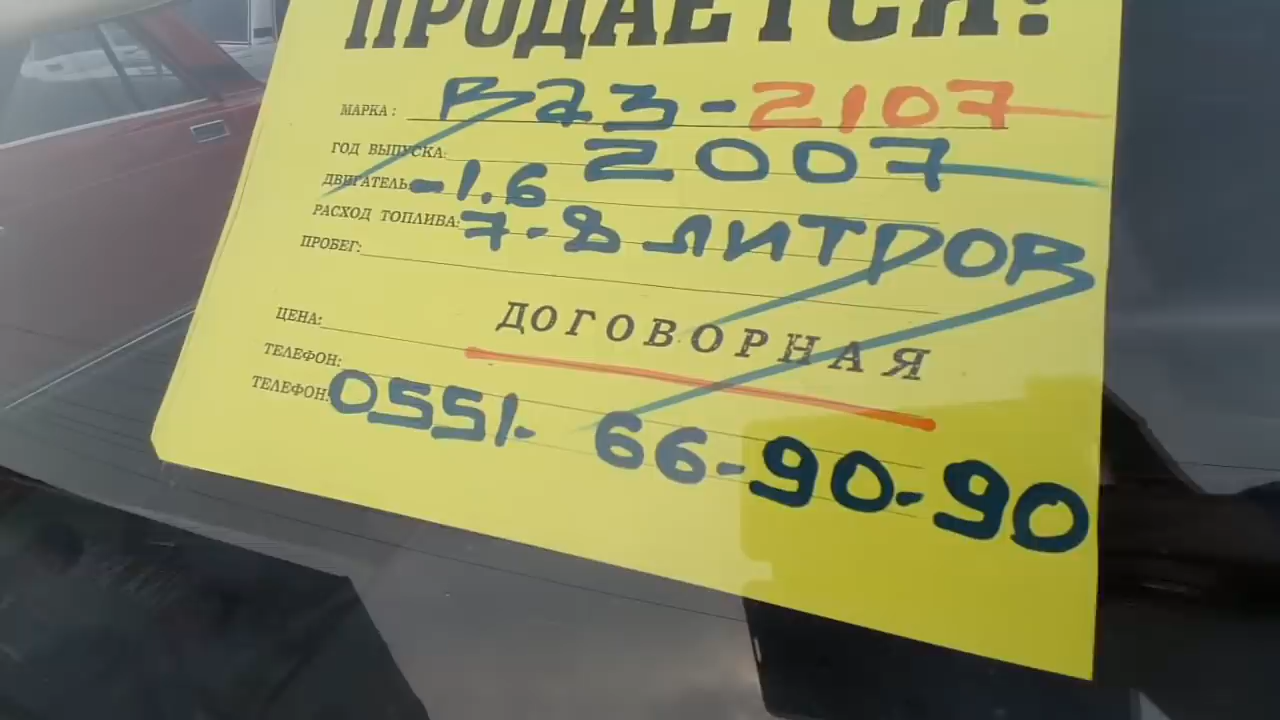 ПРОДАЕТСЯ!
МАРКА: ВАЗ-2107
ГОД ВЫПУСКА: 2007
ДВИГАТЕЛЬ: -1.6
РАСХОД ТОПЛИВА: 7-8 ЛИТРОВ
ПРОБЕГ:
ЦЕНА: ДОГОВОРНАЯ
ТЕЛЕФОН:
ТЕЛЕФОН: 0551-66-90-90